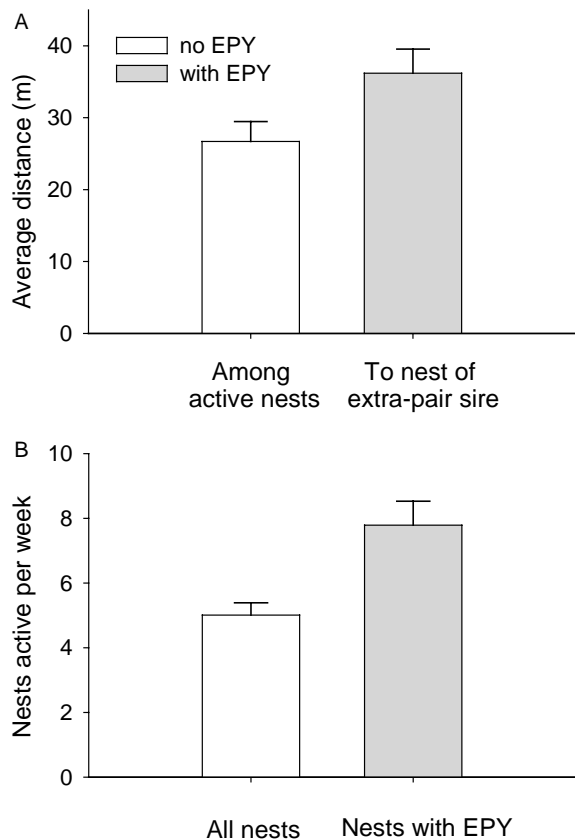 A
no EPY
with EPY
Average distance (m)
40
30
20
10
0
Among
active nests
To nest of
extra-pair sire
B
Nests active per week
10
8
6
4
2
0
All nests
Nests with EPY